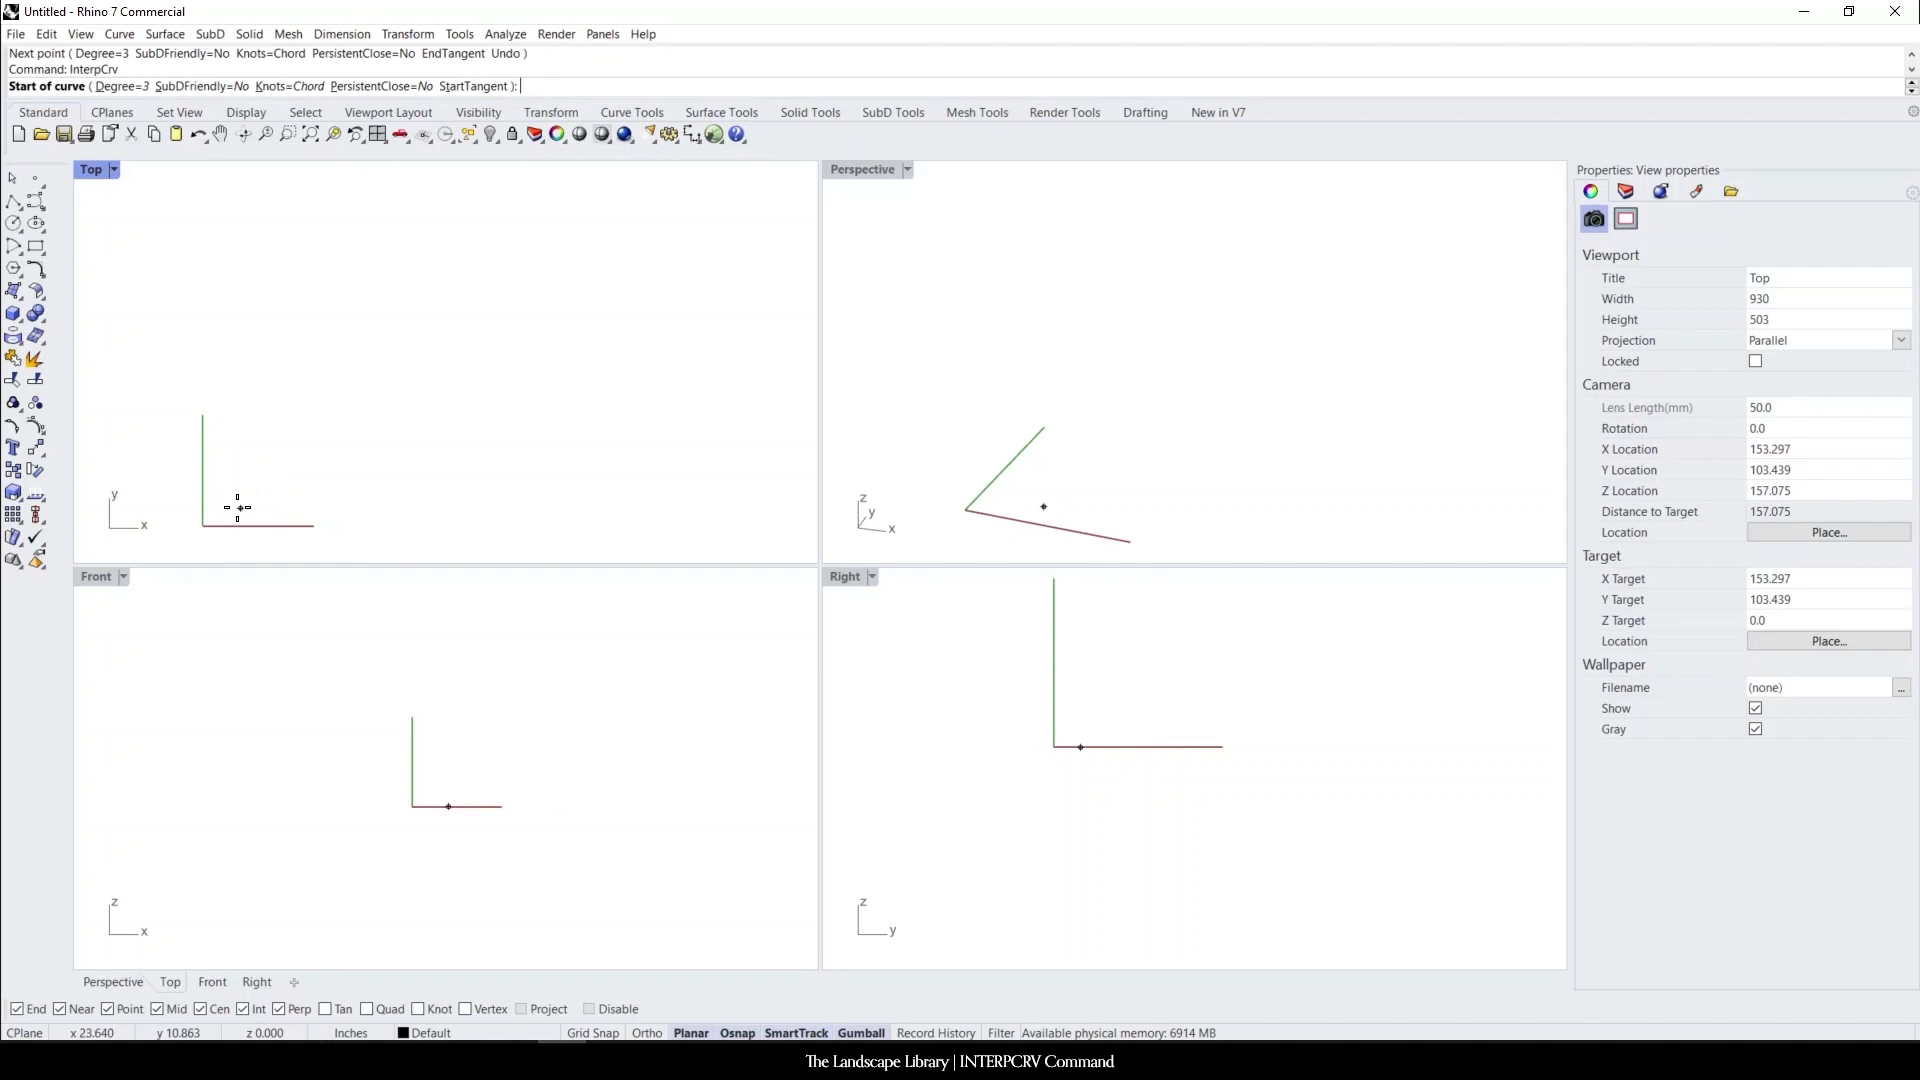 Untitled - Rhino 7 Commercial
File Edit View Curve Surface SubD Solid Mesh Dimension Transform Tools Analyze Render Panels Help
Next point ( Degree=3 SubDFriendly=No Knots=Chord PersistentClose=No EndTangent Undo )
Command: InterpCrv
Start of curve ( Degree=3 SubDFriendly=No Knots=Chord PersistentClose=No StartTangent ):
Standard CPlanes Set View Display Select Viewport Layout Visibility Transform Curve Tools Surface Tools Solid Tools SubD Tools Mesh Tools Render Tools Drafting New in V7
Top
y
x
Perspective
z
y
x
Front
z
x
Right
z
y
Properties: View properties
Viewport
Title Top
Width 930
Height 503
Projection Parallel
Locked
Camera
Lens Length(mm) 50.0
Rotation 0.0
X Location 153.297
Y Location 103.439
Z Location 157.075
Distance to Target 157.075
Location Place...
Target
X Target 153.297
Y Target 103.439
Z Target 0.0
Location Place...
Wallpaper
Filename (none) ...
Show
Gray
Perspective Top Front Right
End Near Point Mid Cen Int Perp Tan Quad Knot Vertex Project Disable
CPlane x 23.640 y 10.863 z 0.000 Inches Default Grid Snap Ortho Planar Osnap SmartTrack Gumball Record History Filter Available physical memory: 6914 MB
The Landscape Library | INTERPCRV Command